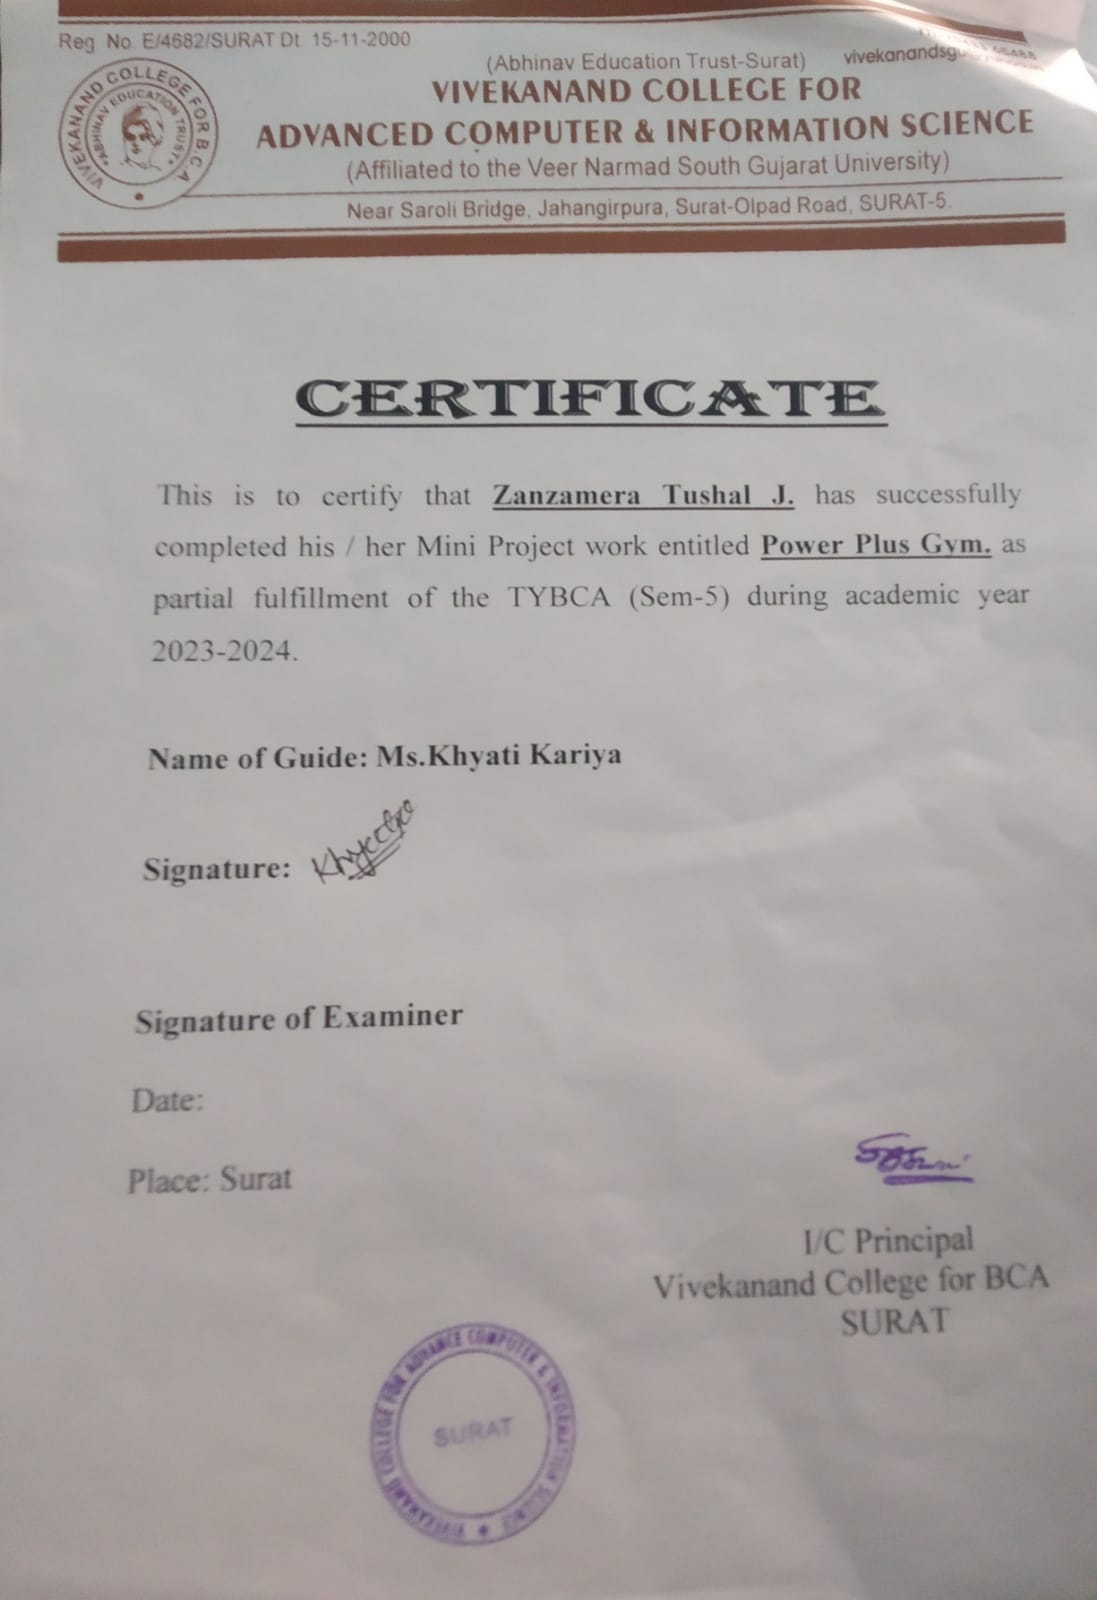 Reg. No. E/4682/SURAT Dt. 15-11-2000
(Abhinav Education Trust-Surat)
VIVEKANAND COLLEGE FOR
ADVANCED COMPUTER & INFORMATION SCIENCE
(Affiliated to the Veer Narmad South Gujarat University)
Near Saroli Bridge, Jahangirpura, Surat-Olpad Road, SURAT-5.
VIVEKANAND COLLEGE FOR B.C.A
ABHINAV EDUCATION TRUST
CERTIFICATE
This is to certify that Zanzamera Tushal J. has successfully
completed his / her Mini Project work entitled Power Plus Gym. as
partial fulfillment of the TYBCA (Sem-5) during academic year
2023-2024.
Name of Guide: Ms.Khyati Kariya
Signature:
Signature of Examiner
Date:
Place: Surat
I/C Principal
Vivekanand College for BCA
SURAT
VIVEKANAND COLLEGE FOR ADVANCE COMPUTER & INFORMATION SCIENCE
SURAT